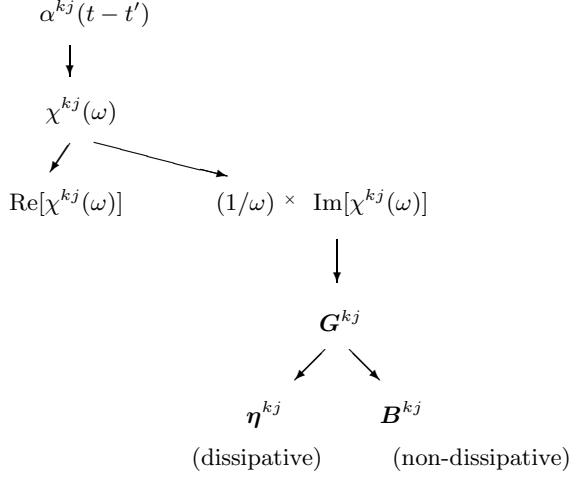 α^{kj}(t − t′)
χ^{kj}(ω)
Re[χ^{kj}(ω)] (1/ω) × Im[χ^{kj}(ω)]
G^{kj}
η^{kj} B^{kj}
(dissipative) (non-dissipative)